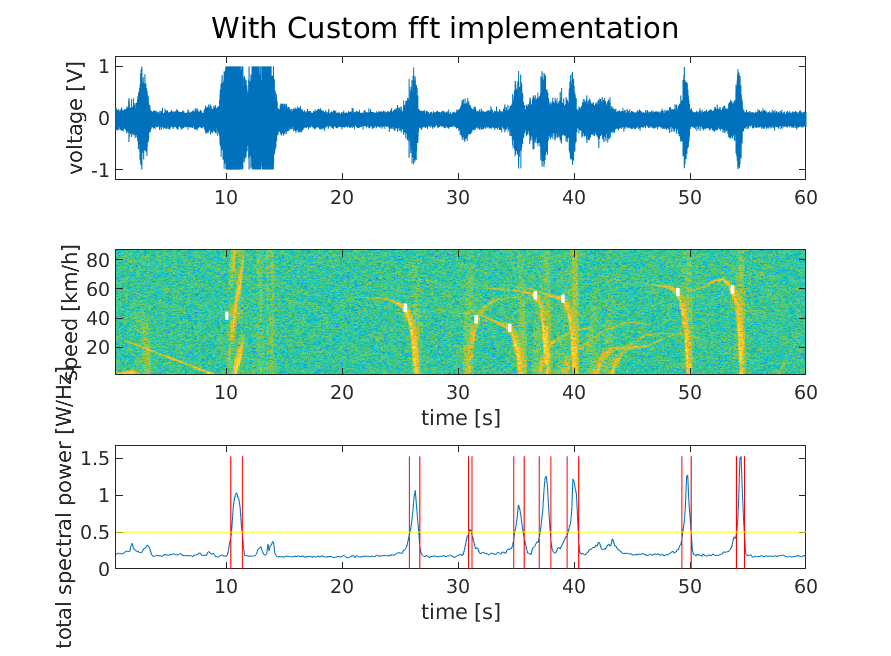 With Custom fft implementation
voltage [V]
1
0
-1
10 20 30 40 50 60
speed [km/h]
80
60
40
20
10 20 30 40 50 60
time [s]
total spectral power [W/Hz]
1.5
1
0.5
0
10 20 30 40 50 60
time [s]